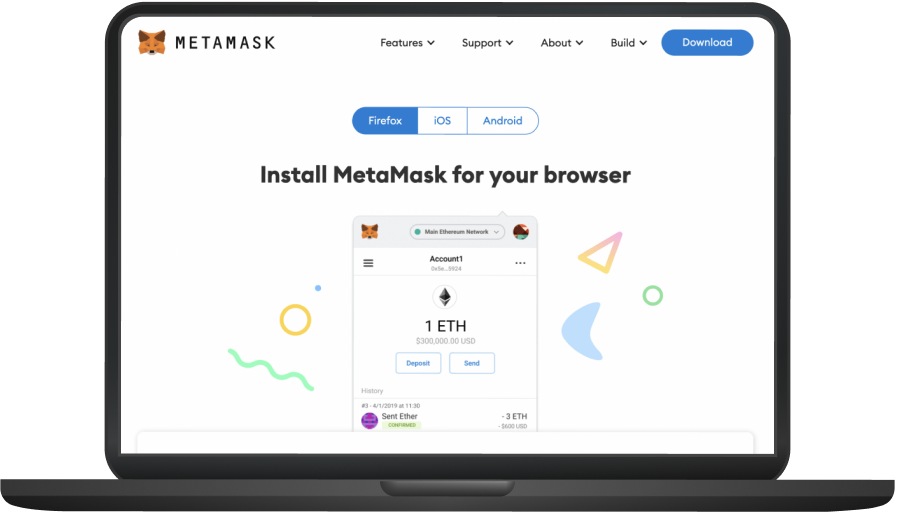 METAMASK Features Support About Build Download
Firefox iOS Android
Install MetaMask for your browser
Main Ethereum Network
Account1
0x5e...5924
1 ETH
$300,000.00 USD
Deposit Send
History
#3 - 4/1/2019 at 11:30
Sent Ether - 3 ETH
CONFIRMED - $600 USD